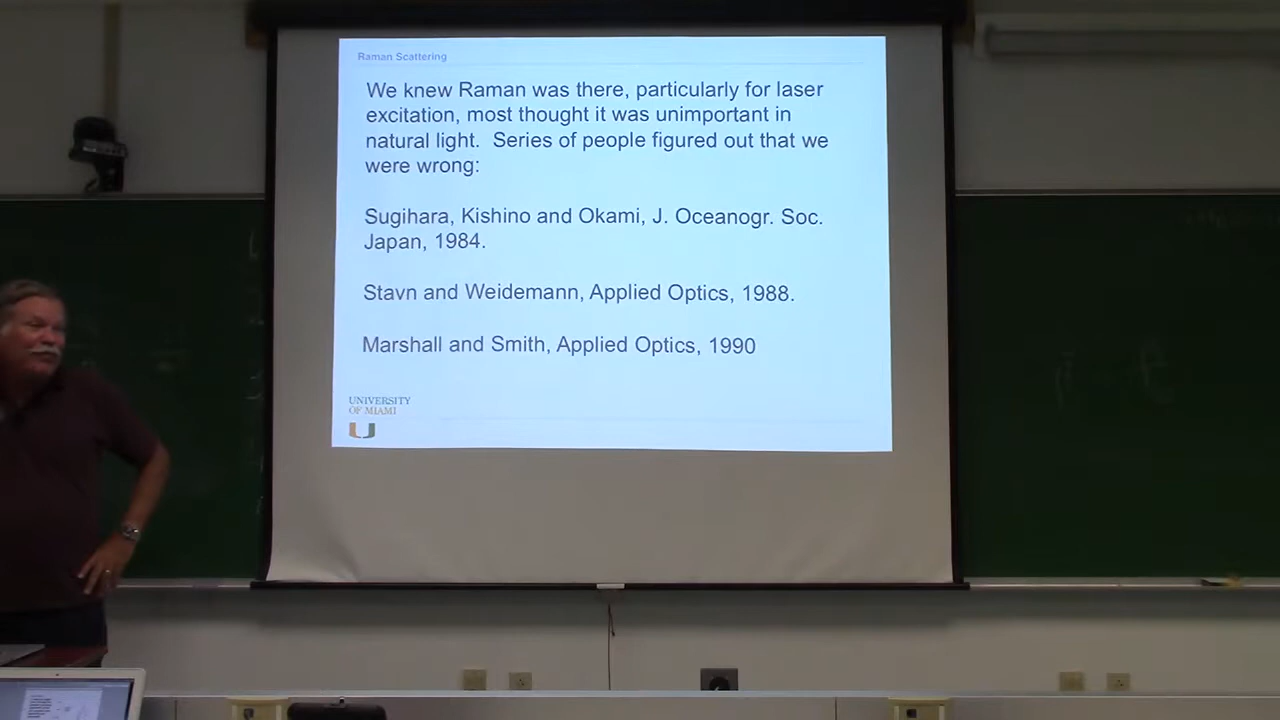 Raman Scattering
We knew Raman was there, particularly for laser
excitation, most thought it was unimportant in
natural light.  Series of people figured out that we
were wrong:
Sugihara, Kishino and Okami, J. Oceanogr. Soc.
Japan, 1984.
Stavn and Weidemann, Applied Optics, 1988.
Marshall and Smith, Applied Optics, 1990
UNIVERSITY
OF MIAMI